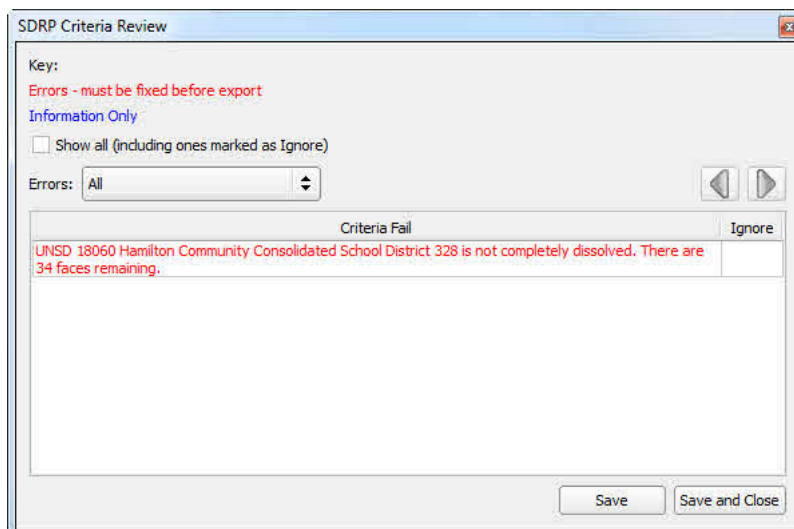 SDRP Criteria Review
Key:
Errors - must be fixed before export
Information Only
Show all (including ones marked as Ignore)
Errors: All
Criteria Fail Ignore
UNSD 18060 Hamilton Community Consolidated School District 328 is not completely dissolved. There are
34 faces remaining.
Save Save and Close